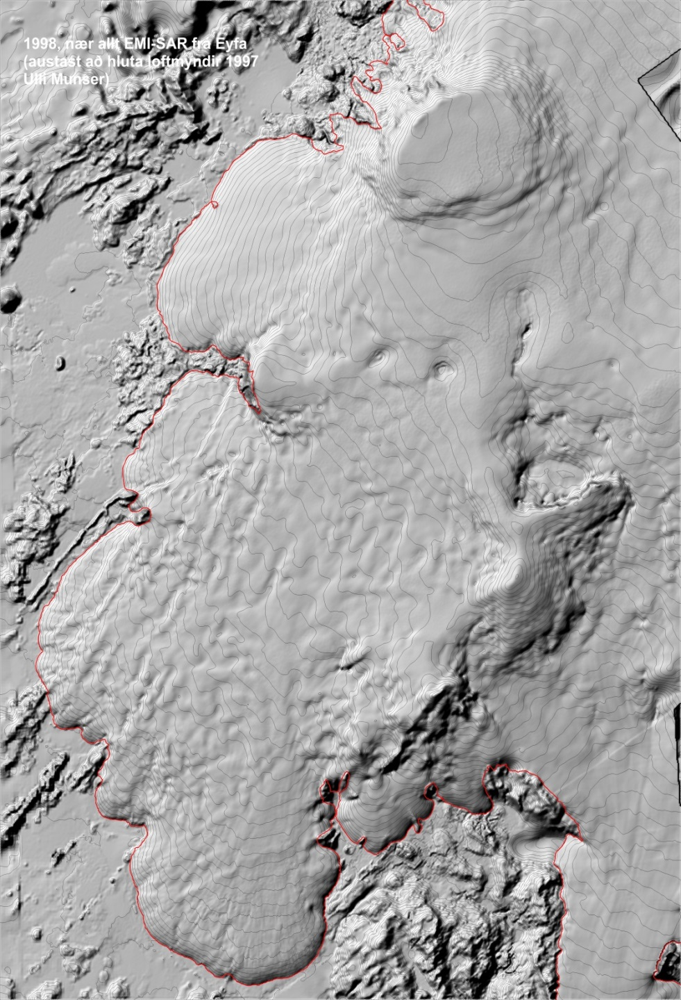 1998, nær allt EMI-SAR frá Eyfa
(austast að hluta loftmyndir 1997
Ulli Munser)